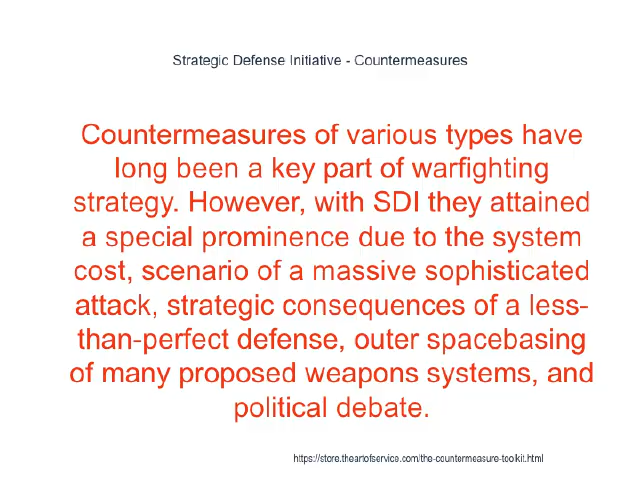 Strategic Defense Initiative - Countermeasures
Countermeasures of various types have
long been a key part of warfighting
strategy. However, with SDI they attained
a special prominence due to the system
cost, scenario of a massive sophisticated
attack, strategic consequences of a less-
than-perfect defense, outer spacebasing
of many proposed weapons systems, and
political debate.
https://store.theartofservice.com/the-countermeasure-toolkit.html